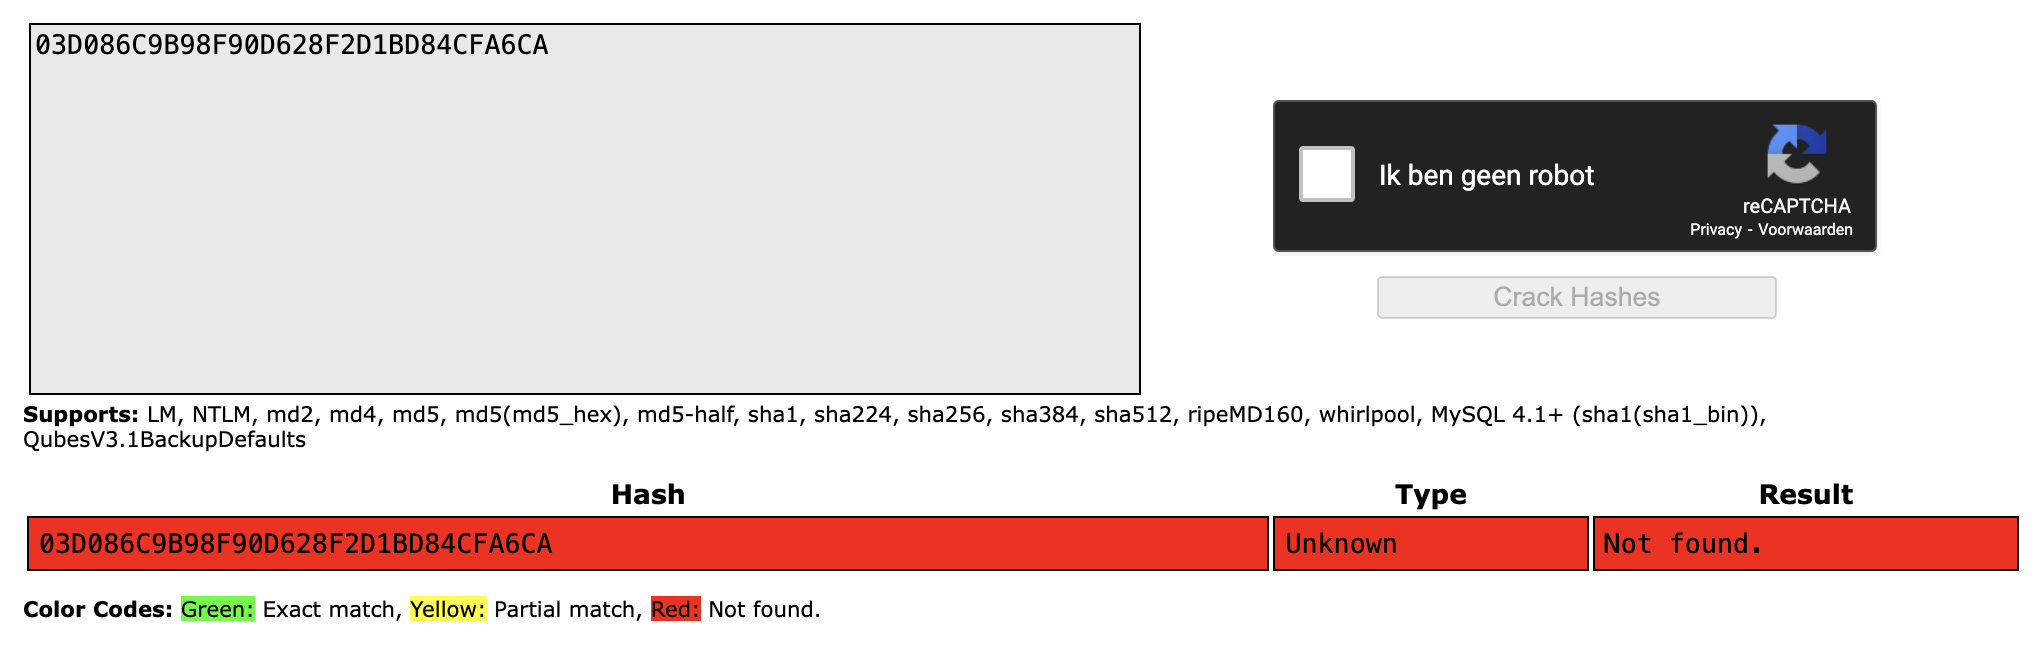 03D086C9B98F90D628F2D1BD84CFA6CA
Ik ben geen robot
reCAPTCHA
Privacy - Voorwaarden
Crack Hashes
Supports: LM, NTLM, md2, md4, md5, md5(md5_hex), md5-half, sha1, sha224, sha256, sha384, sha512, ripeMD160, whirlpool, MySQL 4.1+ (sha1(sha1_bin)),
QubesV3.1BackupDefaults
Hash Type Result
03D086C9B98F90D628F2D1BD84CFA6CA Unknown Not found.
Color Codes: Green: Exact match, Yellow: Partial match, Red: Not found.